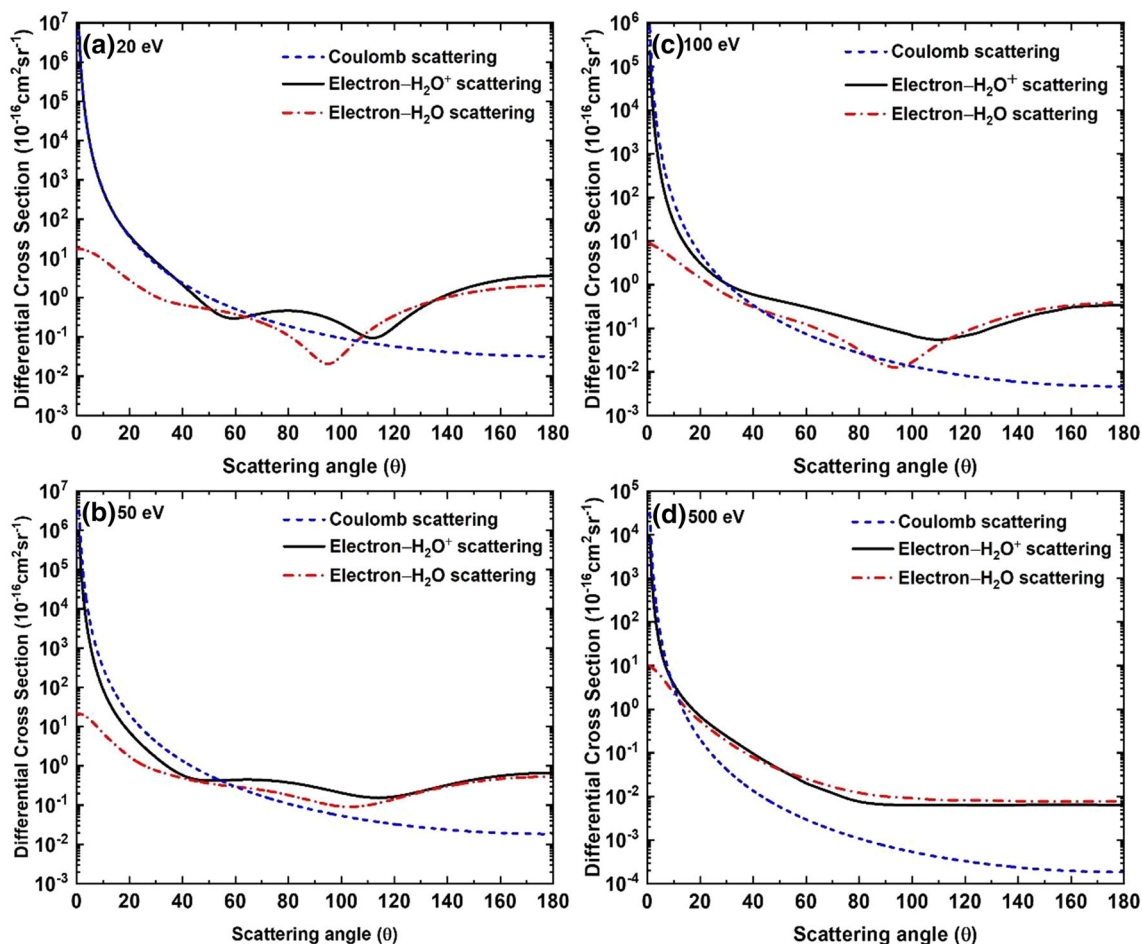 (a) 20 eV
Coulomb scattering
Electron–H₂O⁺ scattering
Electron–H₂O scattering
Differential Cross Section (10⁻¹⁶cm²sr⁻¹)
10⁷
10⁶
10⁵
10⁴
10³
10²
10¹
10⁰
10⁻¹
10⁻²
10⁻³
0 20 40 60 80 100 120 140 160 180
Scattering angle (θ)
(c) 100 eV
Coulomb scattering
Electron–H₂O⁺ scattering
Electron–H₂O scattering
Differential Cross Section (10⁻¹⁶cm²sr⁻¹)
10⁶
10⁵
10⁴
10³
10²
10¹
10⁰
10⁻¹
10⁻²
10⁻³
0 20 40 60 80 100 120 140 160 180
Scattering angle (θ)
(b) 50 eV
Coulomb scattering
Electron–H₂O⁺ scattering
Electron–H₂O scattering
Differential Cross Section (10⁻¹⁶cm²sr⁻¹)
10⁷
10⁶
10⁵
10⁴
10³
10²
10¹
10⁰
10⁻¹
10⁻²
10⁻³
0 20 40 60 80 100 120 140 160 180
Scattering angle (θ)
(d) 500 eV
Coulomb scattering
Electron–H₂O⁺ scattering
Electron–H₂O scattering
Differential Cross Section (10⁻¹⁶cm²sr⁻¹)
10⁵
10⁴
10³
10²
10¹
10⁰
10⁻¹
10⁻²
10⁻³
10⁻⁴
0 20 40 60 80 100 120 140 160 180
Scattering angle (θ)